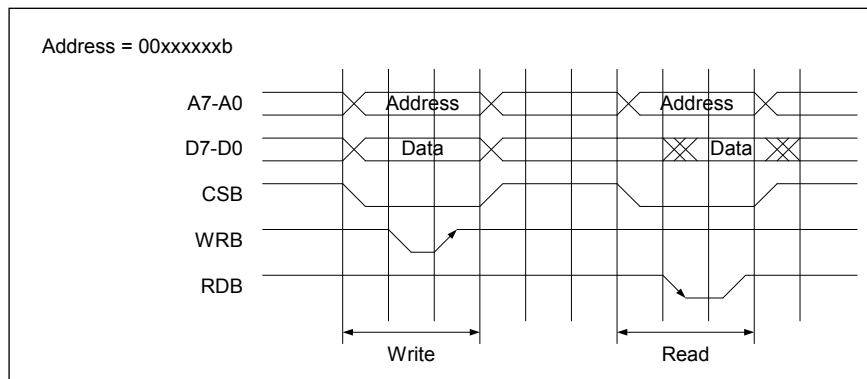 Address = 00xxxxxxb
A7-A0 Address Address
D7-D0 Data Data
CSB
WRB
RDB
Write Read